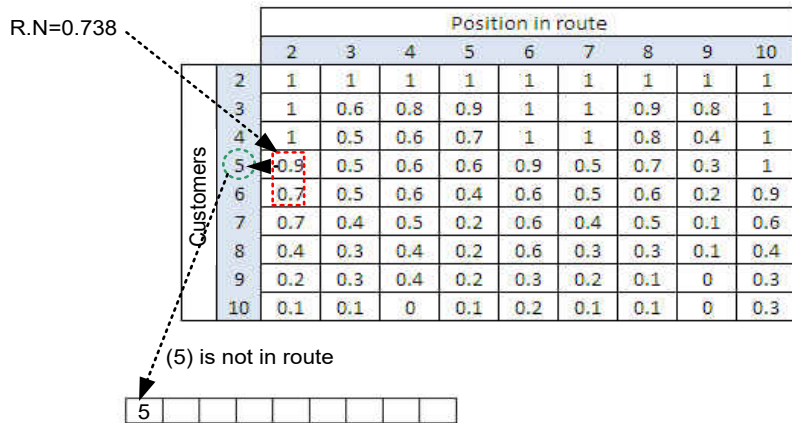 R.N=0.738
Position in route
2 3 4 5 6 7 8 9 10
Customers
2 1 1 1 1 1 1 1 1 1
3 1 0.6 0.8 0.9 1 1 0.9 0.8 1
4 1 0.5 0.6 0.7 1 1 0.8 0.4 1
5 0.9 0.5 0.6 0.6 0.9 0.5 0.7 0.3 1
6 0.7 0.5 0.6 0.4 0.6 0.5 0.6 0.2 0.9
7 0.7 0.4 0.5 0.2 0.6 0.4 0.5 0.1 0.6
8 0.4 0.3 0.4 0.2 0.6 0.3 0.3 0.1 0.4
9 0.2 0.3 0.4 0.2 0.3 0.2 0.1 0 0.3
10 0.1 0.1 0 0.1 0.2 0.1 0.1 0 0.3
(5) is not in route
5